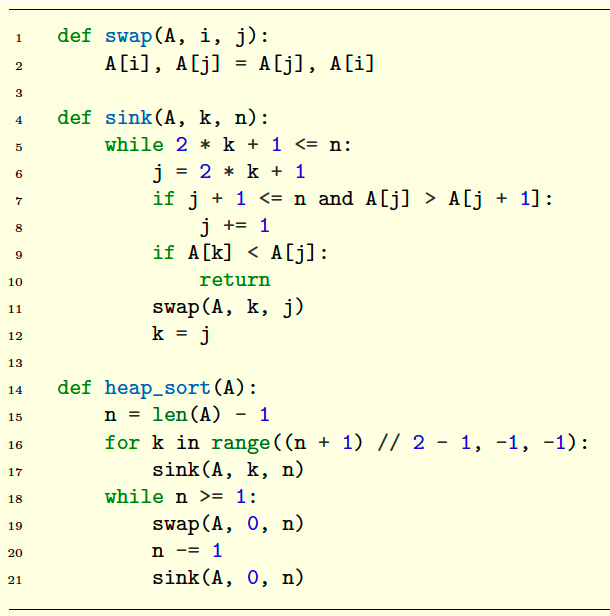 1 def swap(A, i, j):
2     A[i], A[j] = A[j], A[i]
3
4 def sink(A, k, n):
5     while 2 * k + 1 <= n:
6         j = 2 * k + 1
7         if j + 1 <= n and A[j] > A[j + 1]:
8             j += 1
9         if A[k] < A[j]:
10             return
11         swap(A, k, j)
12         k = j
13
14 def heap_sort(A):
15     n = len(A) - 1
16     for k in range((n + 1) // 2 - 1, -1, -1):
17         sink(A, k, n)
18     while n >= 1:
19         swap(A, 0, n)
20         n -= 1
21         sink(A, 0, n)